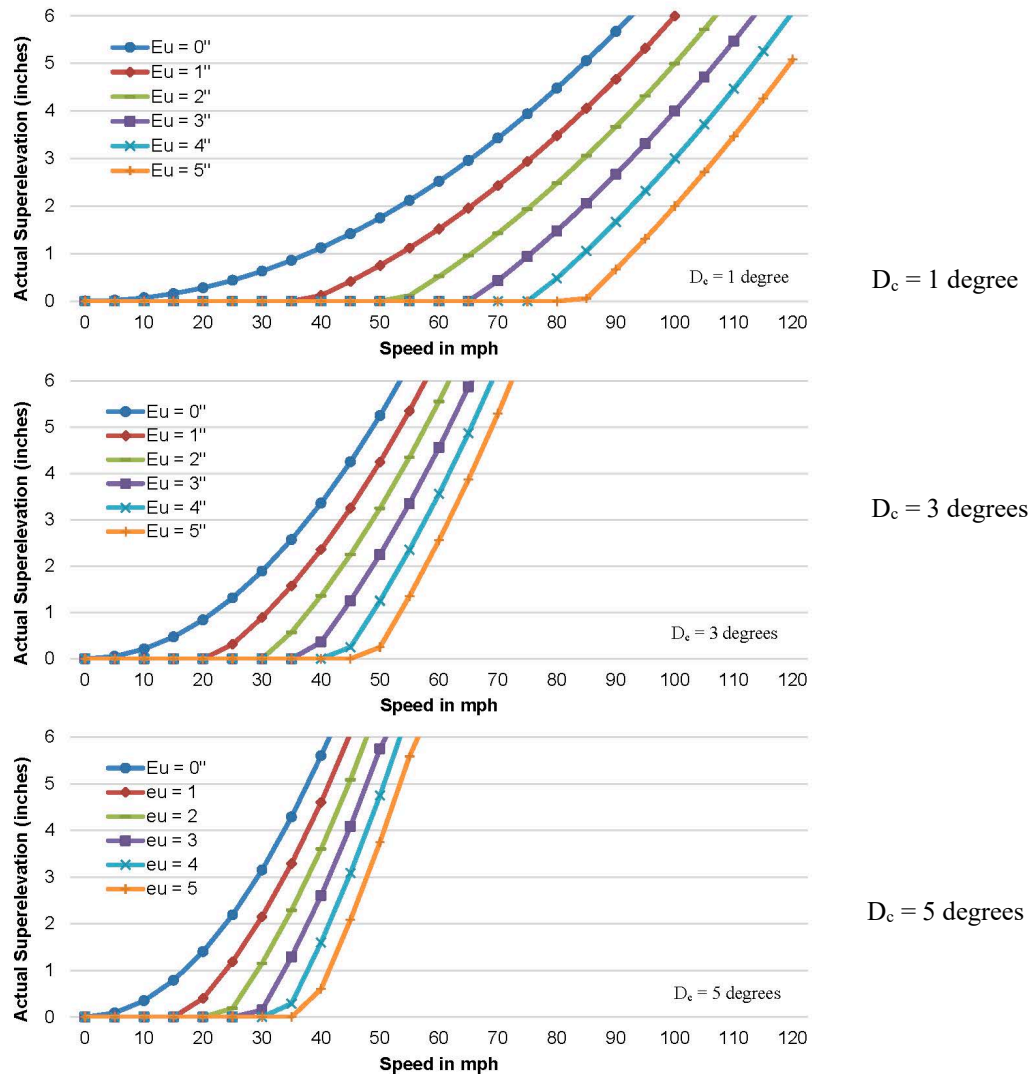 6
5
4
3
2
1
0
Actual Superelevation (inches)
Eu = 0"
Eu = 1"
Eu = 2"
Eu = 3"
Eu = 4"
Eu = 5"
Dc = 1 degree
0 10 20 30 40 50 60 70 80 90 100 110 120
Speed in mph
Dc = 1 degree
6
5
4
3
2
1
0
Actual Superelevation (inches)
Eu = 0"
Eu = 1"
Eu = 2"
Eu = 3"
Eu = 4"
Eu = 5"
Dc = 3 degrees
0 10 20 30 40 50 60 70 80 90 100 110 120
Speed in mph
Dc = 3 degrees
6
5
4
3
2
1
0
Actual Superelevation (inches)
Eu = 0"
eu = 1
eu = 2
eu = 3
eu = 4
eu = 5
Dc = 5 degrees
0 10 20 30 40 50 60 70 80 90 100 110 120
Speed in mph
Dc = 5 degrees